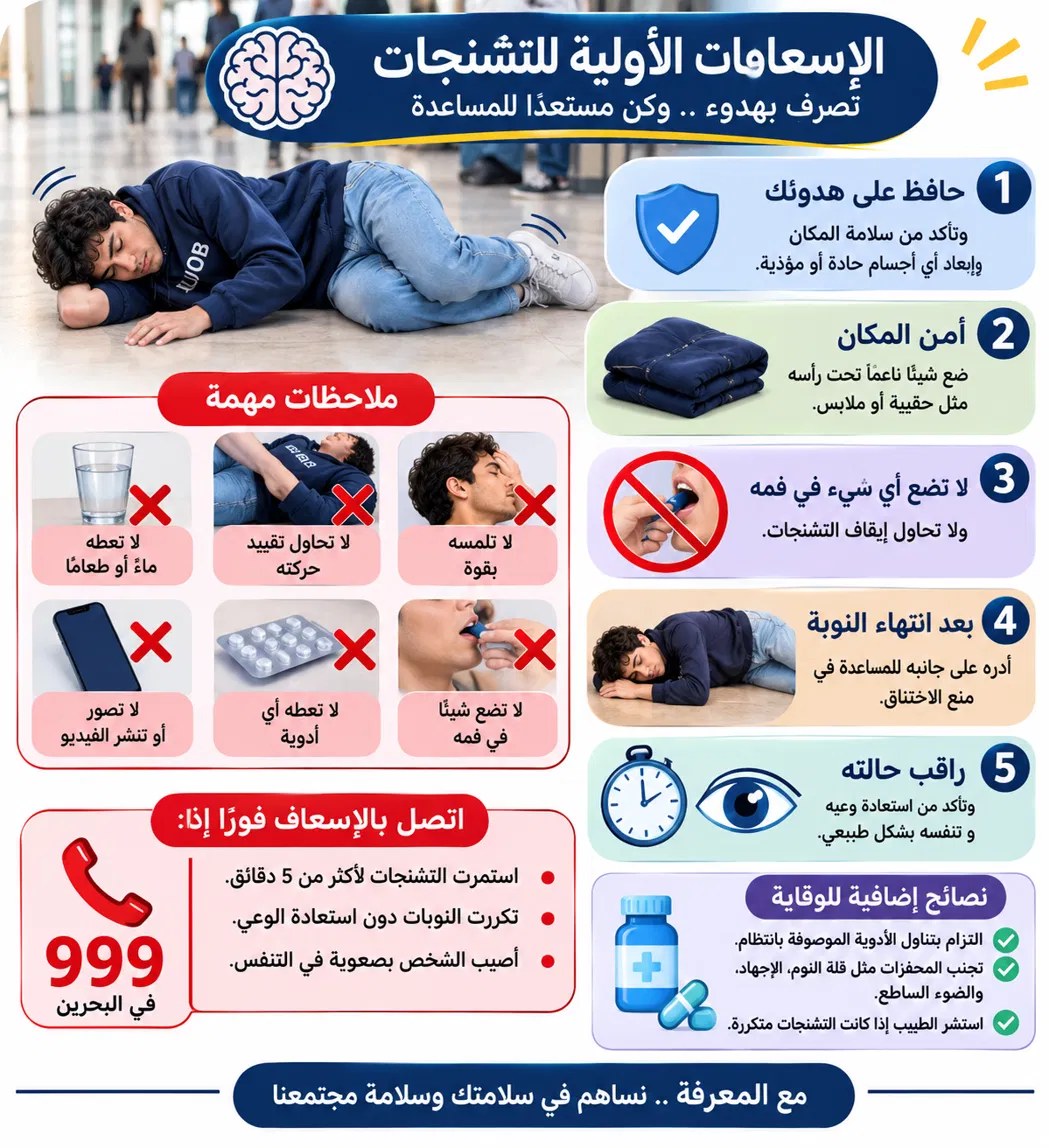 الإسعافات الأولية للتشنجات
تصرف بهدوء .. وكن مستعدًا للمساعدة
1
حافظ على هدوئك
وتأكد من سلامة المكان
وإبعاد أي أجسام حادة أو مؤذية.
2
أمن المكان
ضع شيئًا ناعمًا تحت رأسه
مثل حقيبة أو ملابس.
3
لا تضع أي شيء في فمه
ولا تحاول إيقاف التشنجات.
4
بعد انتهاء النوبة
أدره على جانبه للمساعدة في
منع الاختناق.
5
راقب حالته
وتأكد من استعادة وعيه
و تنفسه بشكل طبيعي.
ملاحظات مهمة
لا تلمسه
بقوة
لا تحاول تقييد
حركته
لا تعطه
ماءً أو طعامًا
لا تضع شيئًا
في فمه
لا تعطه أي
أدوية
لا تصور
أو تنشر الفيديو
اتصل بالإسعاف فورًا إذا:
استمرت التشنجات لأكثر من 5 دقائق.
تكررت النوبات دون استعادة الوعي.
أصيب الشخص بصعوبة في التنفس.
999
في البحرين
نصائح إضافية للوقاية
التزام بتناول الأدوية الموصوفة بانتظام.
تجنب المحفزات مثل قلة النوم، الإجهاد،
والضوء الساطع.
استشر الطبيب إذا كانت التشنجات متكررة.
مع المعرفة .. نساهم في سلامتك وسلامة مجتمعنا